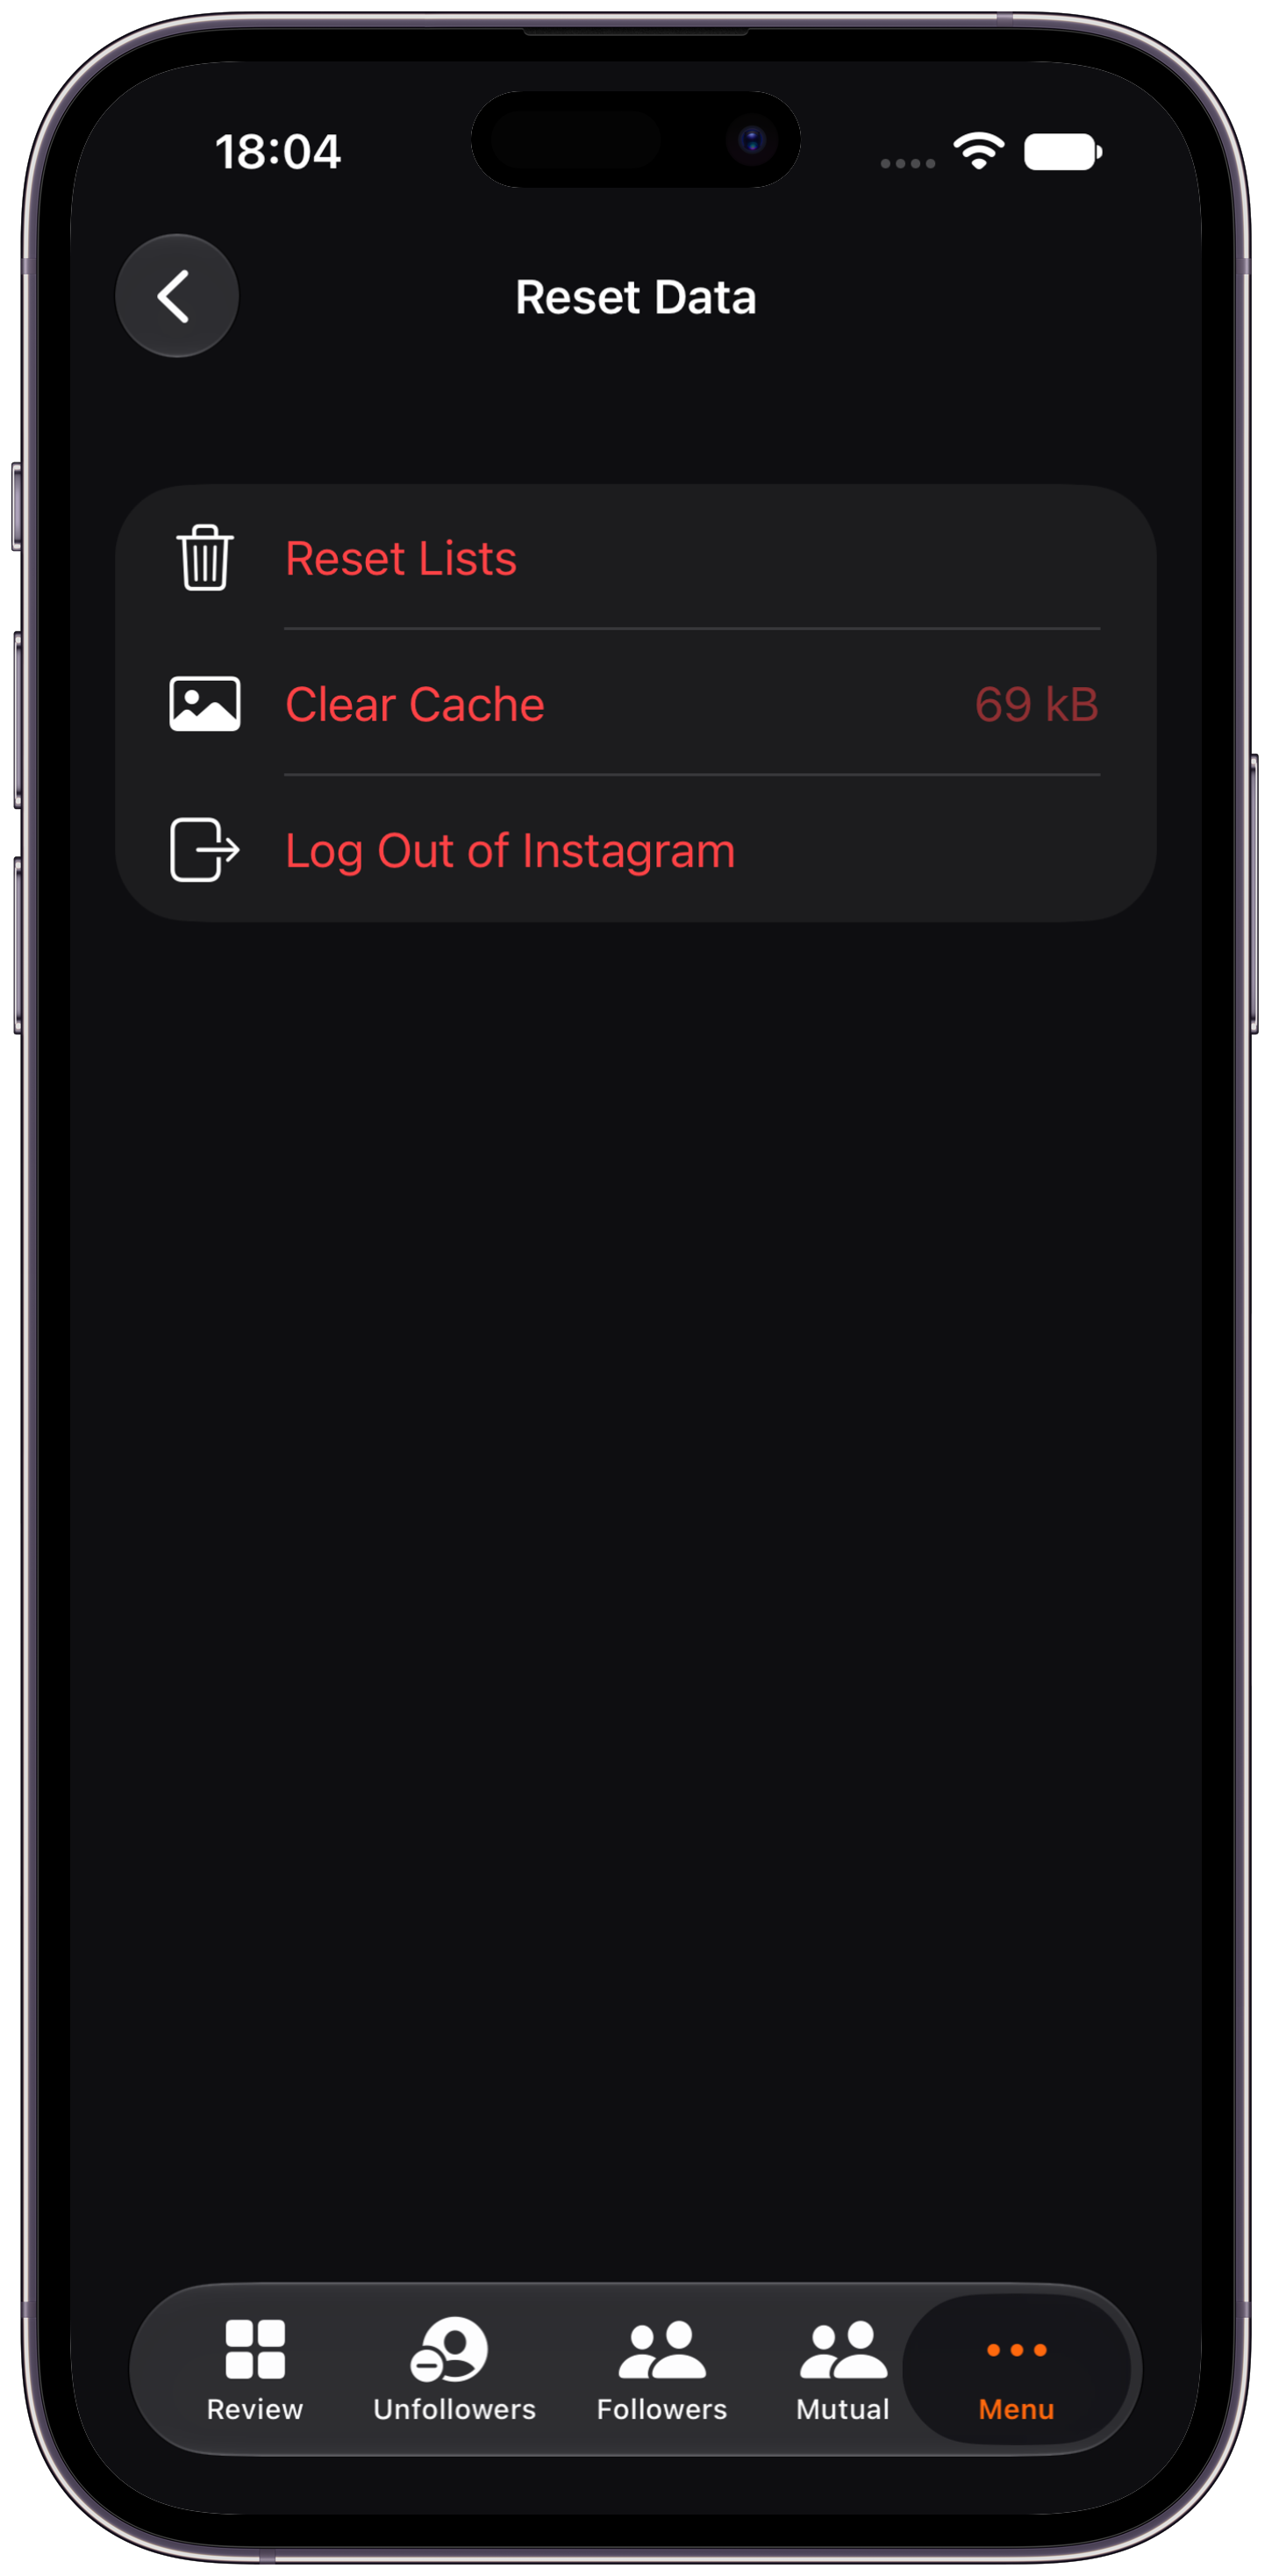 18:04
Reset Data
Reset Lists
Clear Cache 69 kB
Log Out of Instagram
Review Unfollowers Followers Mutual Menu